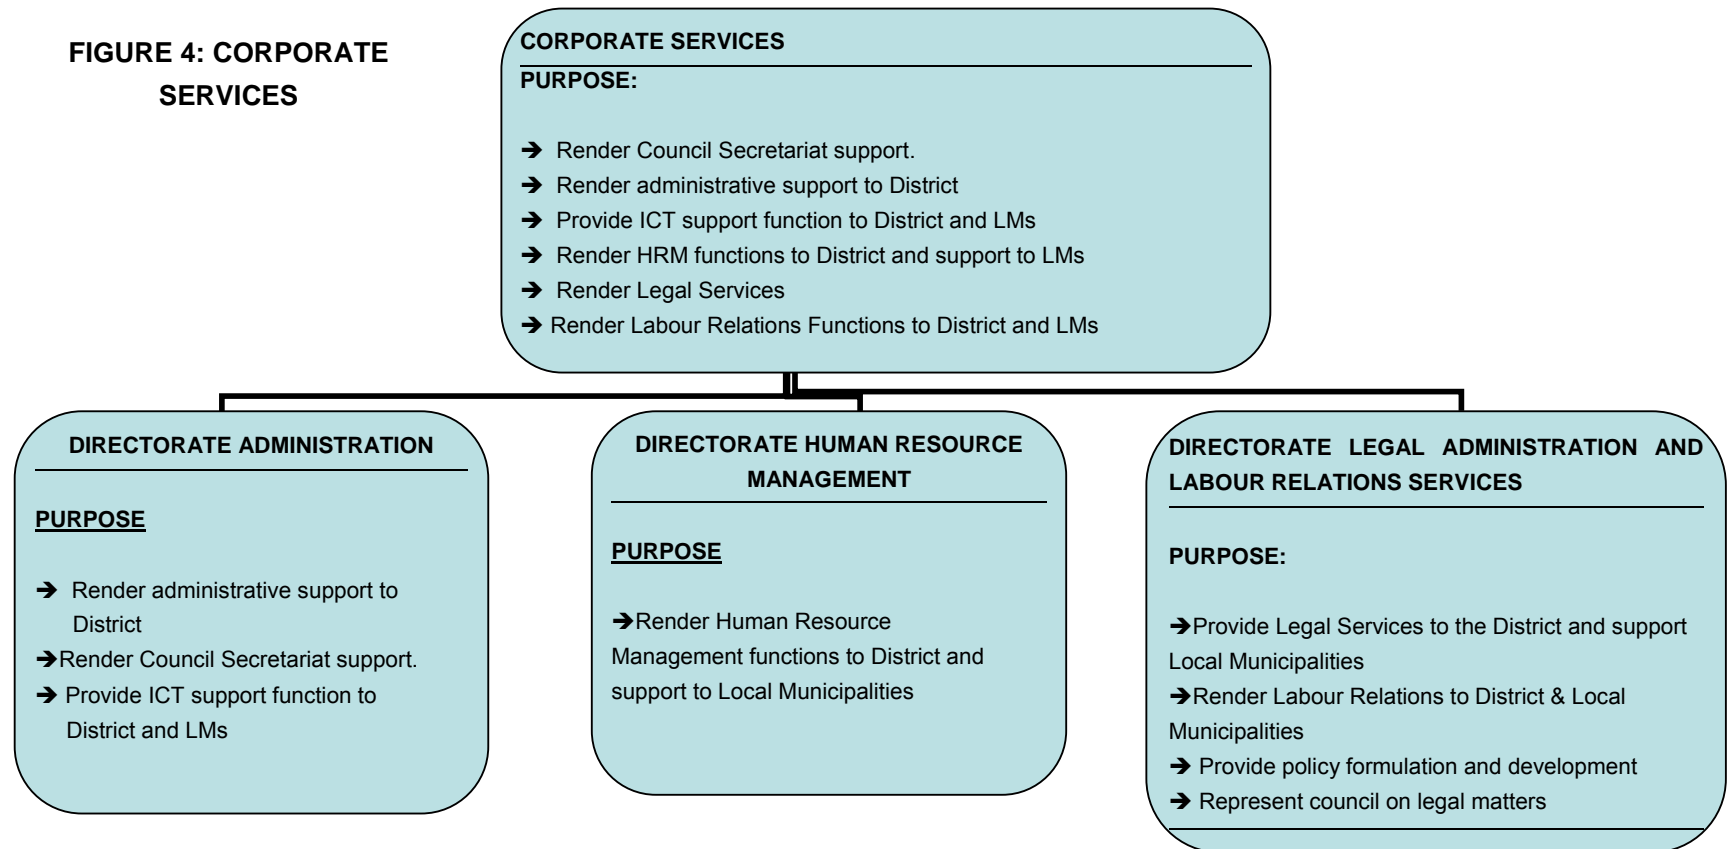 FIGURE 4: CORPORATE
SERVICES
CORPORATE SERVICES
PURPOSE:
➔ Render Council Secretariat support.
➔ Render administrative support to District
➔ Provide ICT support function to District and LMs
➔ Render HRM functions to District and support to LMs
➔ Render Legal Services
➔ Render Labour Relations Functions to District and LMs
DIRECTORATE ADMINISTRATION
PURPOSE
➔ Render administrative support to
District
➔Render Council Secretariat support.
➔ Provide ICT support function to
District and LMs
DIRECTORATE HUMAN RESOURCE
MANAGEMENT
PURPOSE
➔Render Human Resource
Management functions to District and
support to Local Municipalities
DIRECTORATE LEGAL ADMINISTRATION AND
LABOUR RELATIONS SERVICES
PURPOSE:
➔Provide Legal Services to the District and support
Local Municipalities
➔Render Labour Relations to District & Local
Municipalities
➔ Provide policy formulation and development
➔ Represent council on legal matters